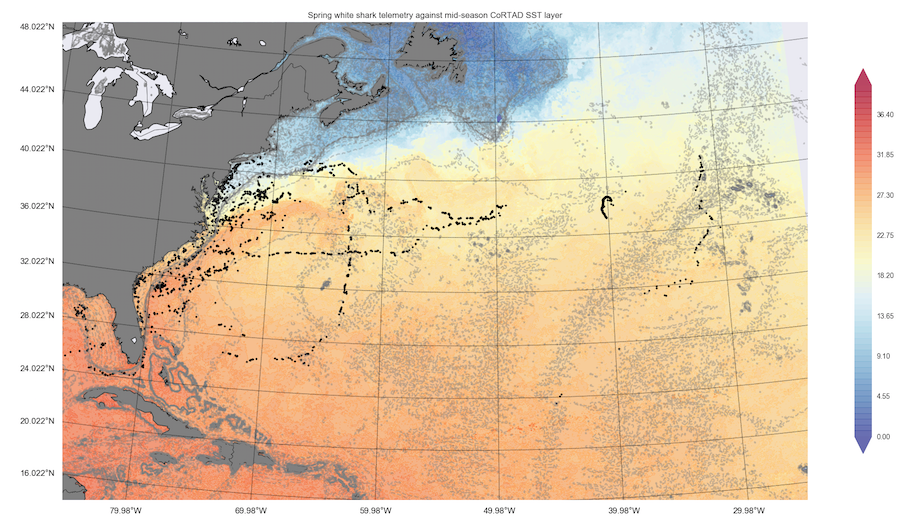 Spring white shark telemetry against mid-season CoRTAD SST layer
48.022°N
44.022°N
40.022°N
36.022°N
32.022°N
28.022°N
24.022°N
20.022°N
16.022°N
79.98°W
69.98°W
59.98°W
49.98°W
39.98°W
29.98°W
36.40
31.85
27.30
22.75
18.20
13.65
9.10
4.55
0.00